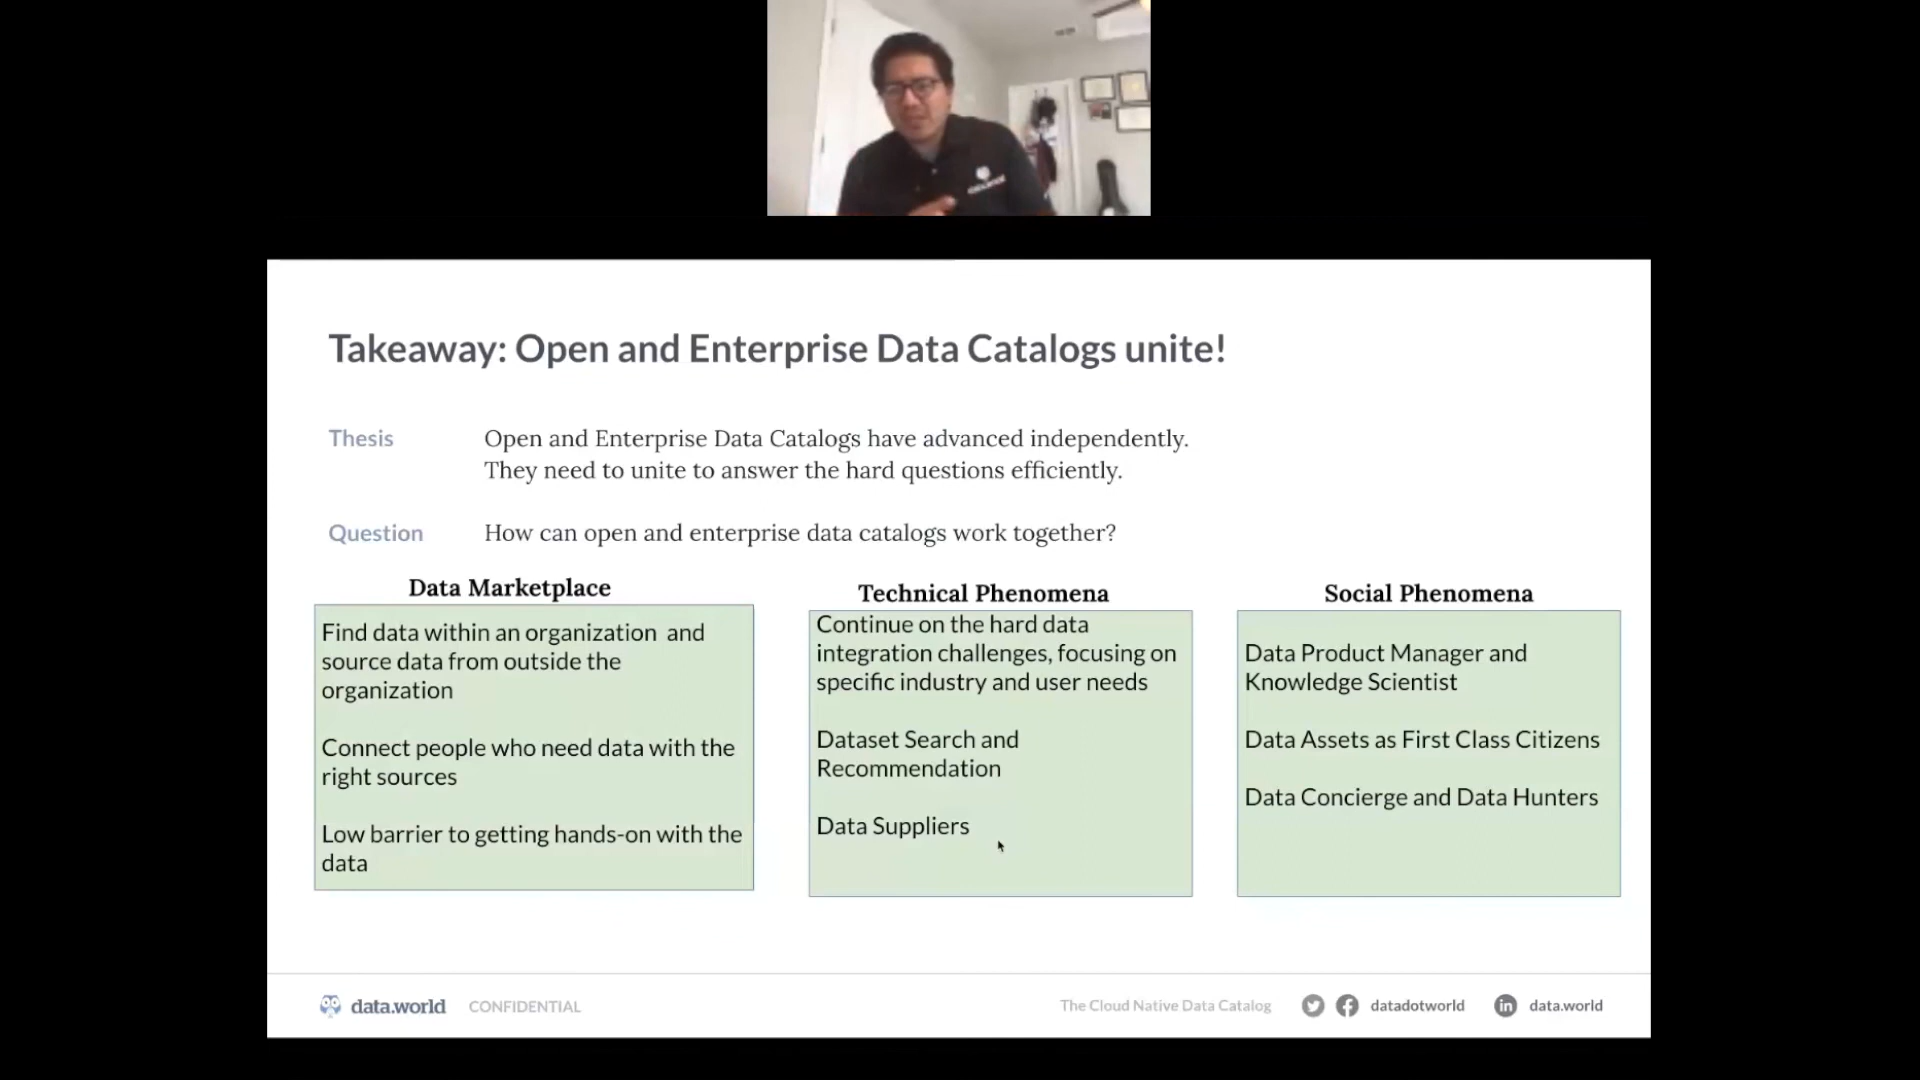 Takeaway: Open and Enterprise Data Catalogs unite!
Thesis
Open and Enterprise Data Catalogs have advanced independently.
They need to unite to answer the hard questions efficiently.
Question
How can open and enterprise data catalogs work together?
Data Marketplace
Find data within an organization and
source data from outside the
organization
Connect people who need data with the
right sources
Low barrier to getting hands-on with the
data
Technical Phenomena
Continue on the hard data
integration challenges, focusing on
specific industry and user needs
Dataset Search and
Recommendation
Data Suppliers
Social Phenomena
Data Product Manager and
Knowledge Scientist
Data Assets as First Class Citizens
Data Concierge and Data Hunters
data.world CONFIDENTIAL
The Cloud Native Data Catalog
datadotworld
in data.world